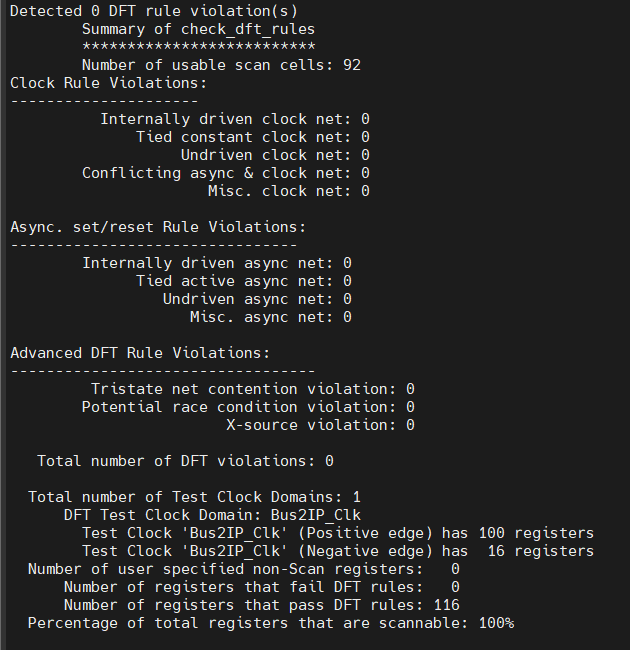 Detected 0 DFT rule violation(s)
Summary of check_dft_rules
**************************
Number of usable scan cells: 92
Clock Rule Violations:
---------------------
Internally driven clock net: 0
Tied constant clock net: 0
Undriven clock net: 0
Conflicting async & clock net: 0
Misc. clock net: 0
Async. set/reset Rule Violations:
--------------------------------
Internally driven async net: 0
Tied active async net: 0
Undriven async net: 0
Misc. async net: 0
Advanced DFT Rule Violations:
----------------------------------
Tristate net contention violation: 0
Potential race condition violation: 0
X-source violation: 0
Total number of DFT violations: 0
Total number of Test Clock Domains: 1
DFT Test Clock Domain: Bus2IP_Clk
Test Clock 'Bus2IP_Clk' (Positive edge) has 100 registers
Test Clock 'Bus2IP_Clk' (Negative edge) has  16 registers
Number of user specified non-Scan registers:   0
Number of registers that fail DFT rules:   0
Number of registers that pass DFT rules: 116
Percentage of total registers that are scannable: 100%